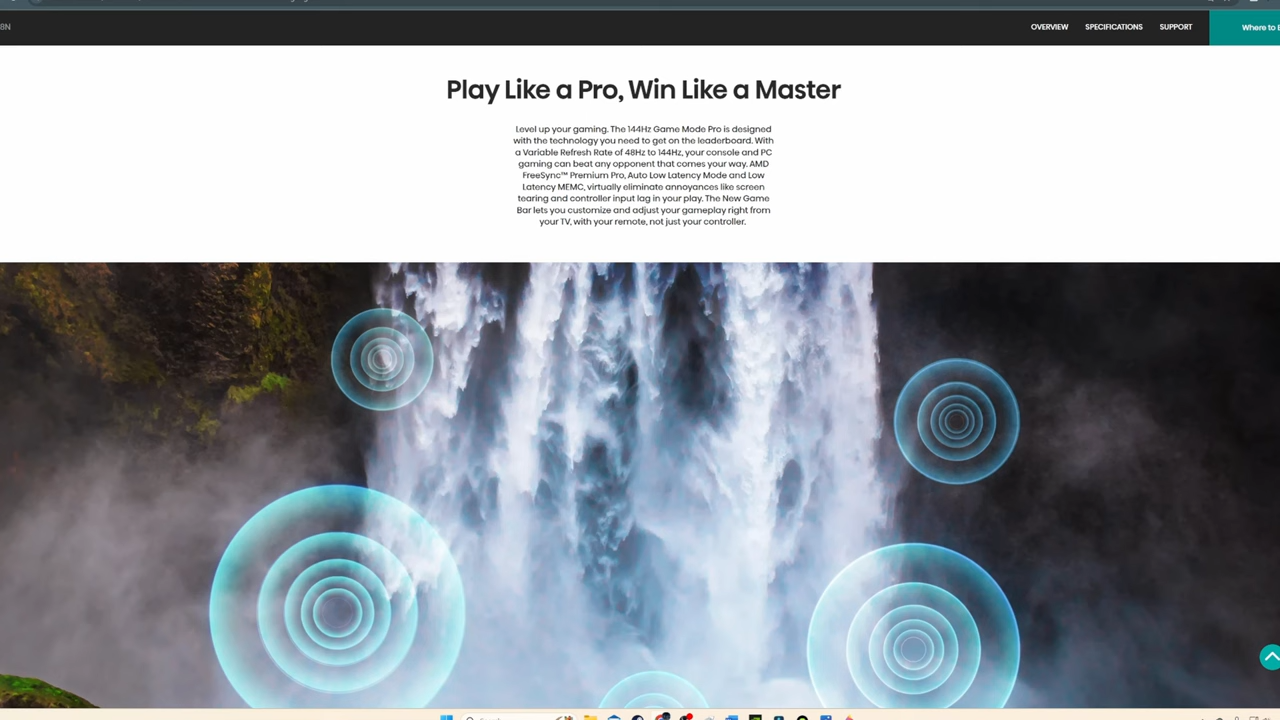 8N
OVERVIEW SPECIFICATIONS SUPPORT Where to
Play Like a Pro, Win Like a Master
Level up your gaming. The 144Hz Game Mode Pro is designed
with the technology you need to get on the leaderboard. With
a Variable Refresh Rate of 48Hz to 144Hz, your console and PC
gaming can beat any opponent that comes your way. AMD
FreeSync™ Premium Pro, Auto Low Latency Mode and Low
Latency MEMC, virtually eliminate annoyances like screen
tearing and controller input lag in your play. The New Game
Bar lets you customize and adjust your gameplay right from
your TV, with your remote, not just your controller.